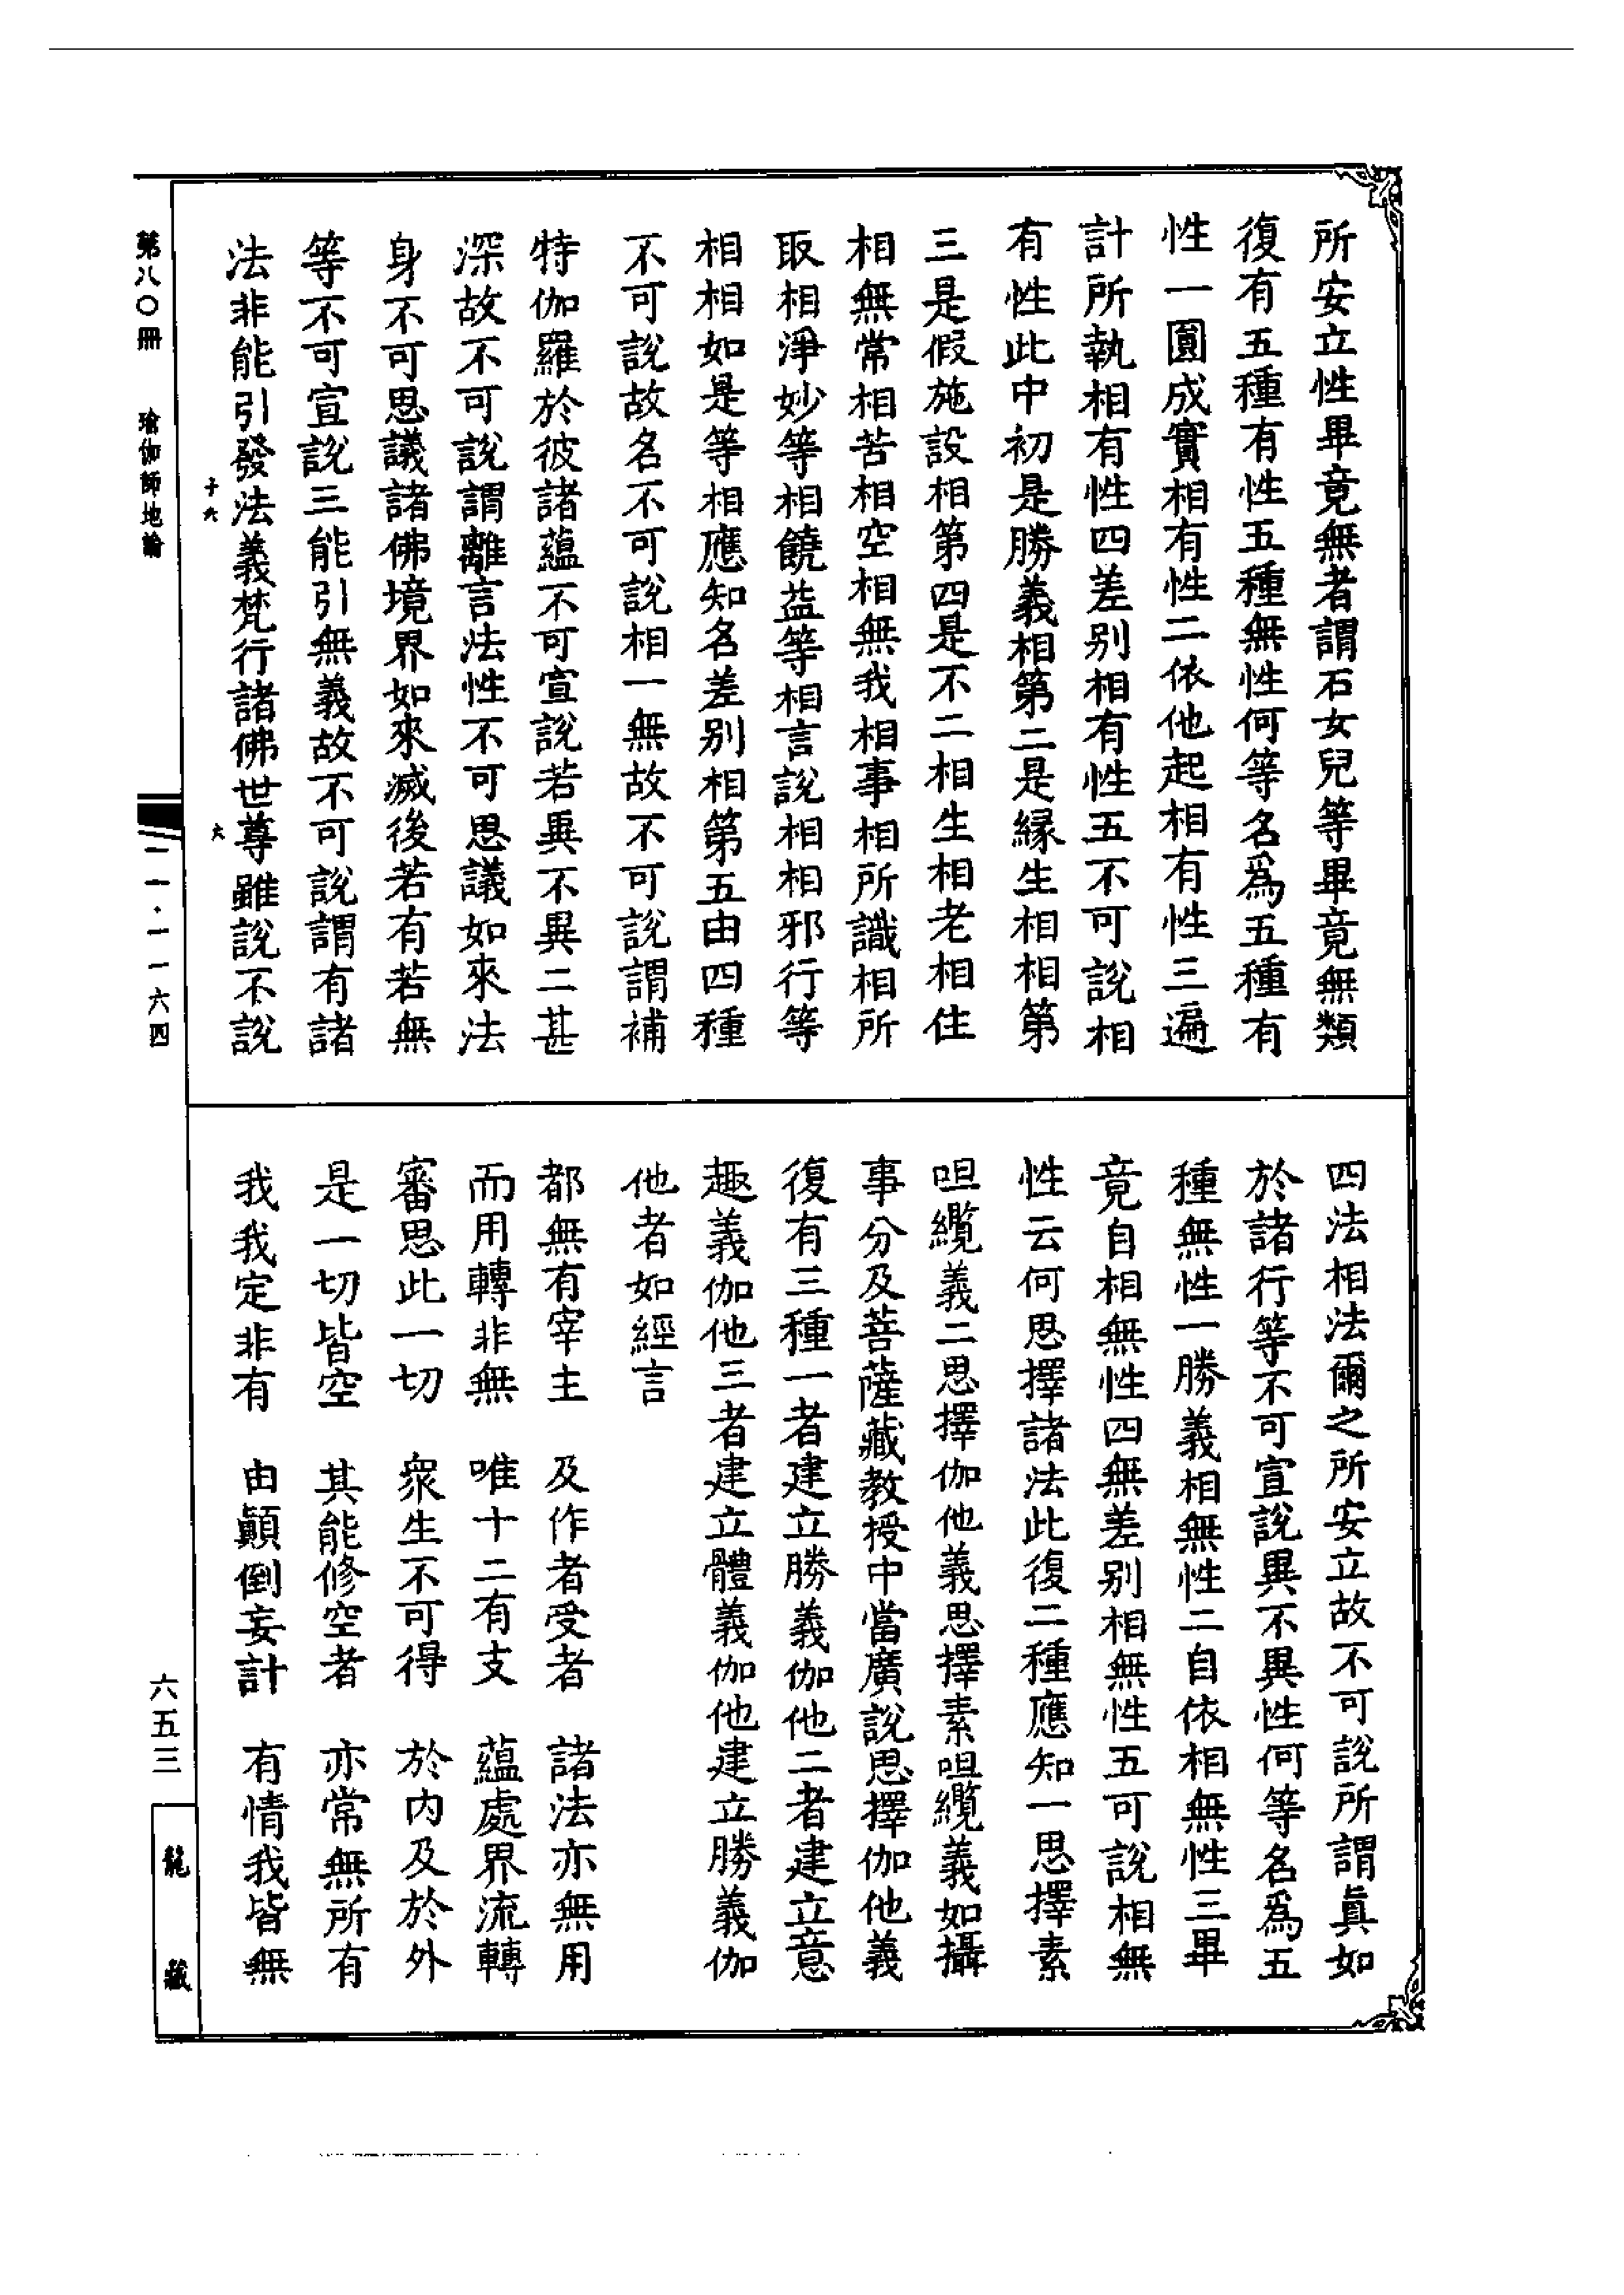 所安立性畢竟無者謂石女兒等畢竟無類
復有五種有性五種無性何等名爲五種有
性一圓成實相有性二依他起相有性三遍
計所執相有性四差别相有性五不可說相
有性此中初是勝義相第二是縁生相相第
三是假施設相第四是不二相生相老相住
相無常相苦相空相無我相事相所識相所
取相淨妙等相饒益等相言說相相邪行等
相相如是等相應知名差别相第五由四種
不可說故名不可說相一無故不可說謂補
特伽羅於彼諸蘊不可宣說若異不異二甚
深故不可說謂離言法性不可思議如來法
身不可思議諸佛境界如來滅後若有若無
等不可宣說三能引無義故不可說謂有諸
法非能引發法義梵行諸佛世尊雖說不說
四法相法爾之所安立故不可說所謂眞如
於諸行等不可宣說異不異性何等名爲五
種無性一勝義相無性二自依相無性三畢
竟自相無性四無差别相無性五可說相無
性云何思擇諸法此復二種應知一思擇素
呾纜義二思擇伽他義思擇素呾纜義如攝
事分及菩薩藏教授中當廣說思擇伽他義
復有三種一者建立勝義伽他二者建立意
趣義伽他三者建立體義伽他建立勝義伽
他者如經言
都無有宰主　及作者受者　諸法亦無用
而用轉非無　唯十二有支　蘊處界流轉
審思此一切　衆生不可得　於內及於外
是一切皆空　其能修空者　亦常無所有
我我定非有　由顚倒妄計　有情我皆無
子六
六
第八〇冊　瑜伽師地論
二一·一一六四
六五三
龍藏